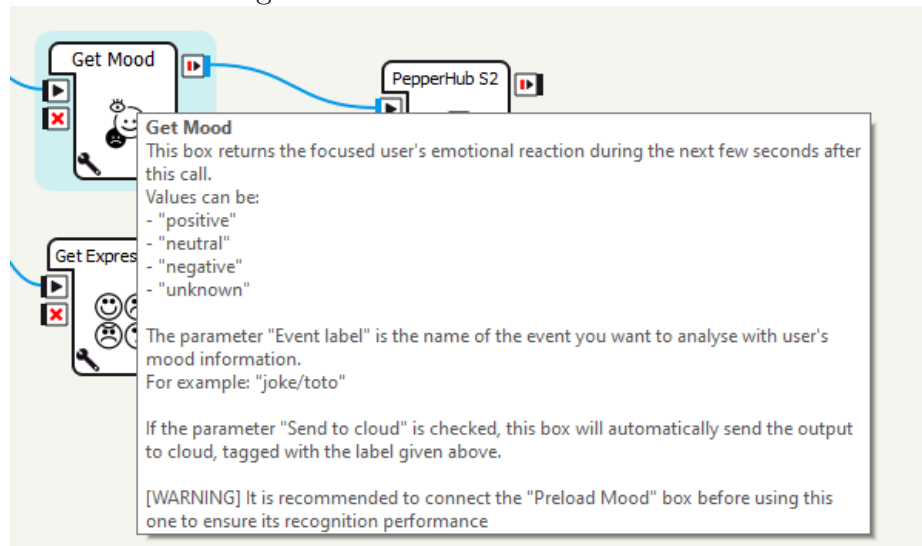 Get Mood
PepperHub S2
Get Mood
This box returns the focused user's emotional reaction during the next few seconds after
this call.
Values can be:
- "positive"
- "neutral"
- "negative"
- "unknown"
Get Expres
The parameter "Event label" is the name of the event you want to analyse with user's
mood information.
For example: "joke/toto"
If the parameter "Send to cloud" is checked, this box will automatically send the output
to cloud, tagged with the label given above.
[WARNING] It is recommended to connect the "Preload Mood" box before using this
one to ensure its recognition performance